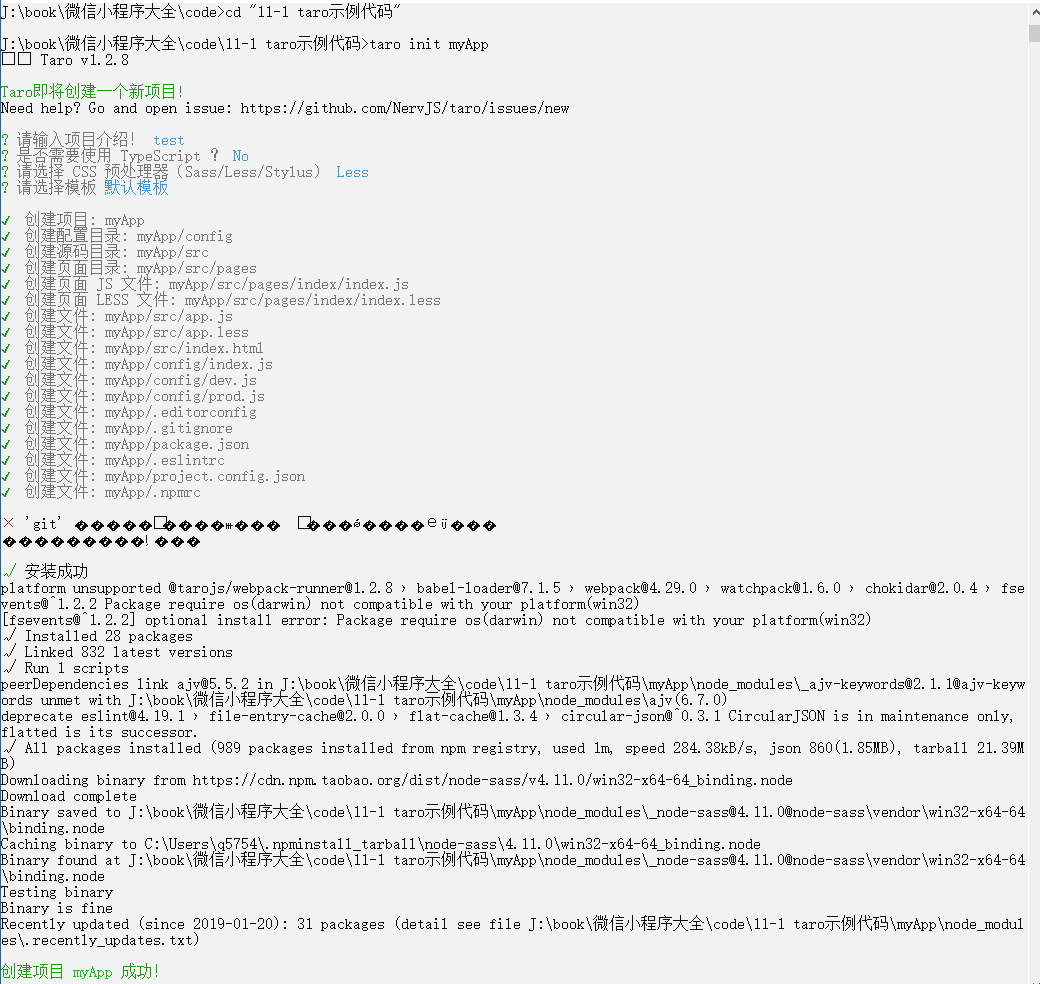 J:\book\微信小程序大全\code>cd "11-1 taro示例代码"
J:\book\微信小程序大全\code\11-1 taro示例代码>taro init myApp
Taro v1.2.8
Taro即将创建一个新项目!
Need help? Go and open issue: https://github.com/NervJS/taro/issues/new
? 请输入项目介绍! test
? 是否需要使用 TypeScript ? No
? 请选择 CSS 预处理器(Sass/Less/Stylus) Less
? 请选择模板 默认模板
✓ 创建项目: myApp
✓ 创建配置目录: myApp/config
✓ 创建源码目录: myApp/src
✓ 创建页面目录: myApp/src/pages
✓ 创建页面 JS 文件: myApp/src/pages/index/index.js
✓ 创建页面 LESS 文件: myApp/src/pages/index/index.less
✓ 创建文件: myApp/src/app.js
✓ 创建文件: myApp/src/app.less
✓ 创建文件: myApp/src/index.html
✓ 创建文件: myApp/config/index.js
✓ 创建文件: myApp/config/dev.js
✓ 创建文件: myApp/config/prod.js
✓ 创建文件: myApp/.editorconfig
✓ 创建文件: myApp/.gitignore
✓ 创建文件: myApp/package.json
✓ 创建文件: myApp/.eslintrc
✓ 创建文件: myApp/project.config.json
✓ 创建文件: myApp/.npmrc
× 'git'
√ 安装成功
platform unsupported @tarojs/webpack-runner@1.2.8 › babel-loader@7.1.5 › webpack@4.29.0 › watchpack@1.6.0 › chokidar@2.0.4 › fse
vents@^1.2.2 Package require os(darwin) not compatible with your platform(win32)
[fsevents@^1.2.2] optional install error: Package require os(darwin) not compatible with your platform(win32)
√ Installed 28 packages
√ Linked 832 latest versions
√ Run 1 scripts
peerDependencies link ajv@5.5.2 in J:\book\微信小程序大全\code\11-1 taro示例代码\myApp\node_modules\_ajv-keywords@2.1.1@ajv-keyw
ords unmet with J:\book\微信小程序大全\code\11-1 taro示例代码\myApp\node_modules\ajv(6.7.0)
deprecate eslint@4.19.1 › file-entry-cache@2.0.0 › flat-cache@1.3.4 › circular-json@^0.3.1 CircularJSON is in maintenance only,
flatted is its successor.
√ All packages installed (989 packages installed from npm registry, used 1m, speed 284.38kB/s, json 860(1.85MB), tarball 21.39M
B)
Downloading binary from https://cdn.npm.taobao.org/dist/node-sass/v4.11.0/win32-x64-64_binding.node
Download complete
Binary saved to J:\book\微信小程序大全\code\11-1 taro示例代码\myApp\node_modules\_node-sass@4.11.0@node-sass\vendor\win32-x64-64
\binding.node
Caching binary to C:\Users\q5754\.npminstall_tarball\node-sass\4.11.0\win32-x64-64_binding.node
Binary found at J:\book\微信小程序大全\code\11-1 taro示例代码\myApp\node_modules\_node-sass@4.11.0@node-sass\vendor\win32-x64-64
\binding.node
Testing binary
Binary is fine
Recently updated (since 2019-01-20): 31 packages (detail see file J:\book\微信小程序大全\code\11-1 taro示例代码\myApp\node_modul
es\.recently_updates.txt)
创建项目 myApp 成功!